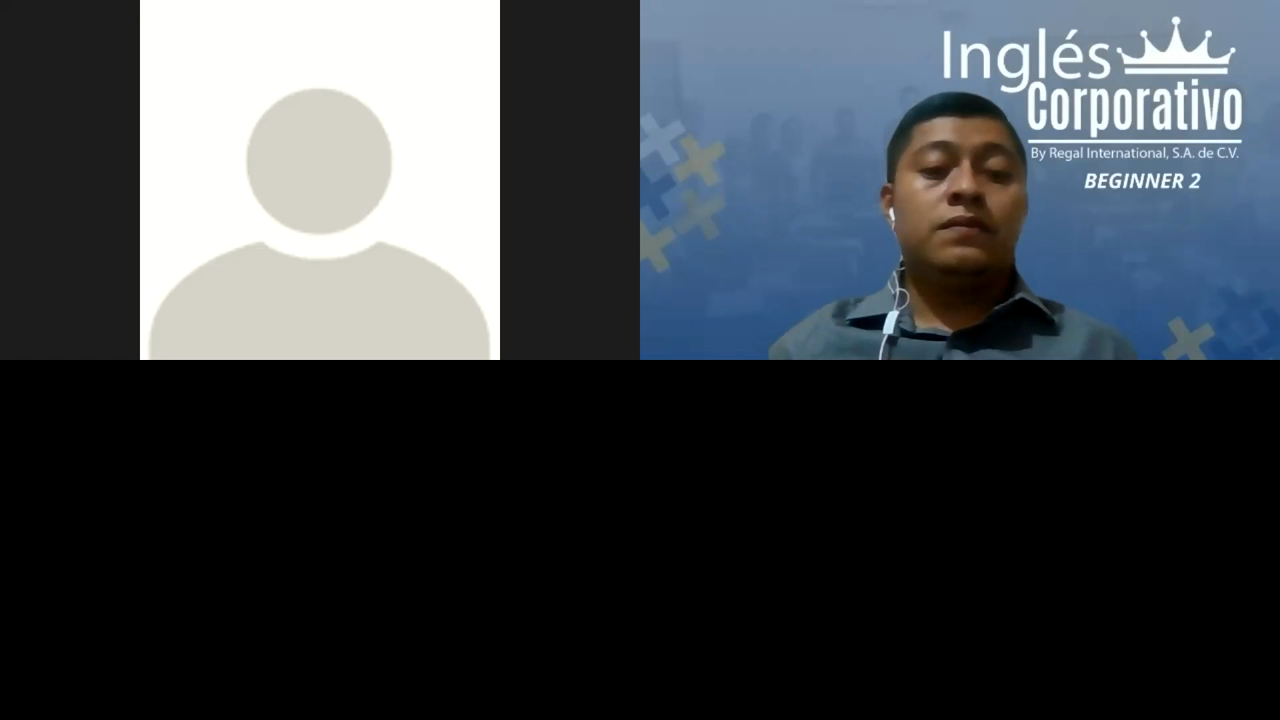 Inglés
Corporativo
By Regal International, S.A. de C.V.
BEGINNER 2